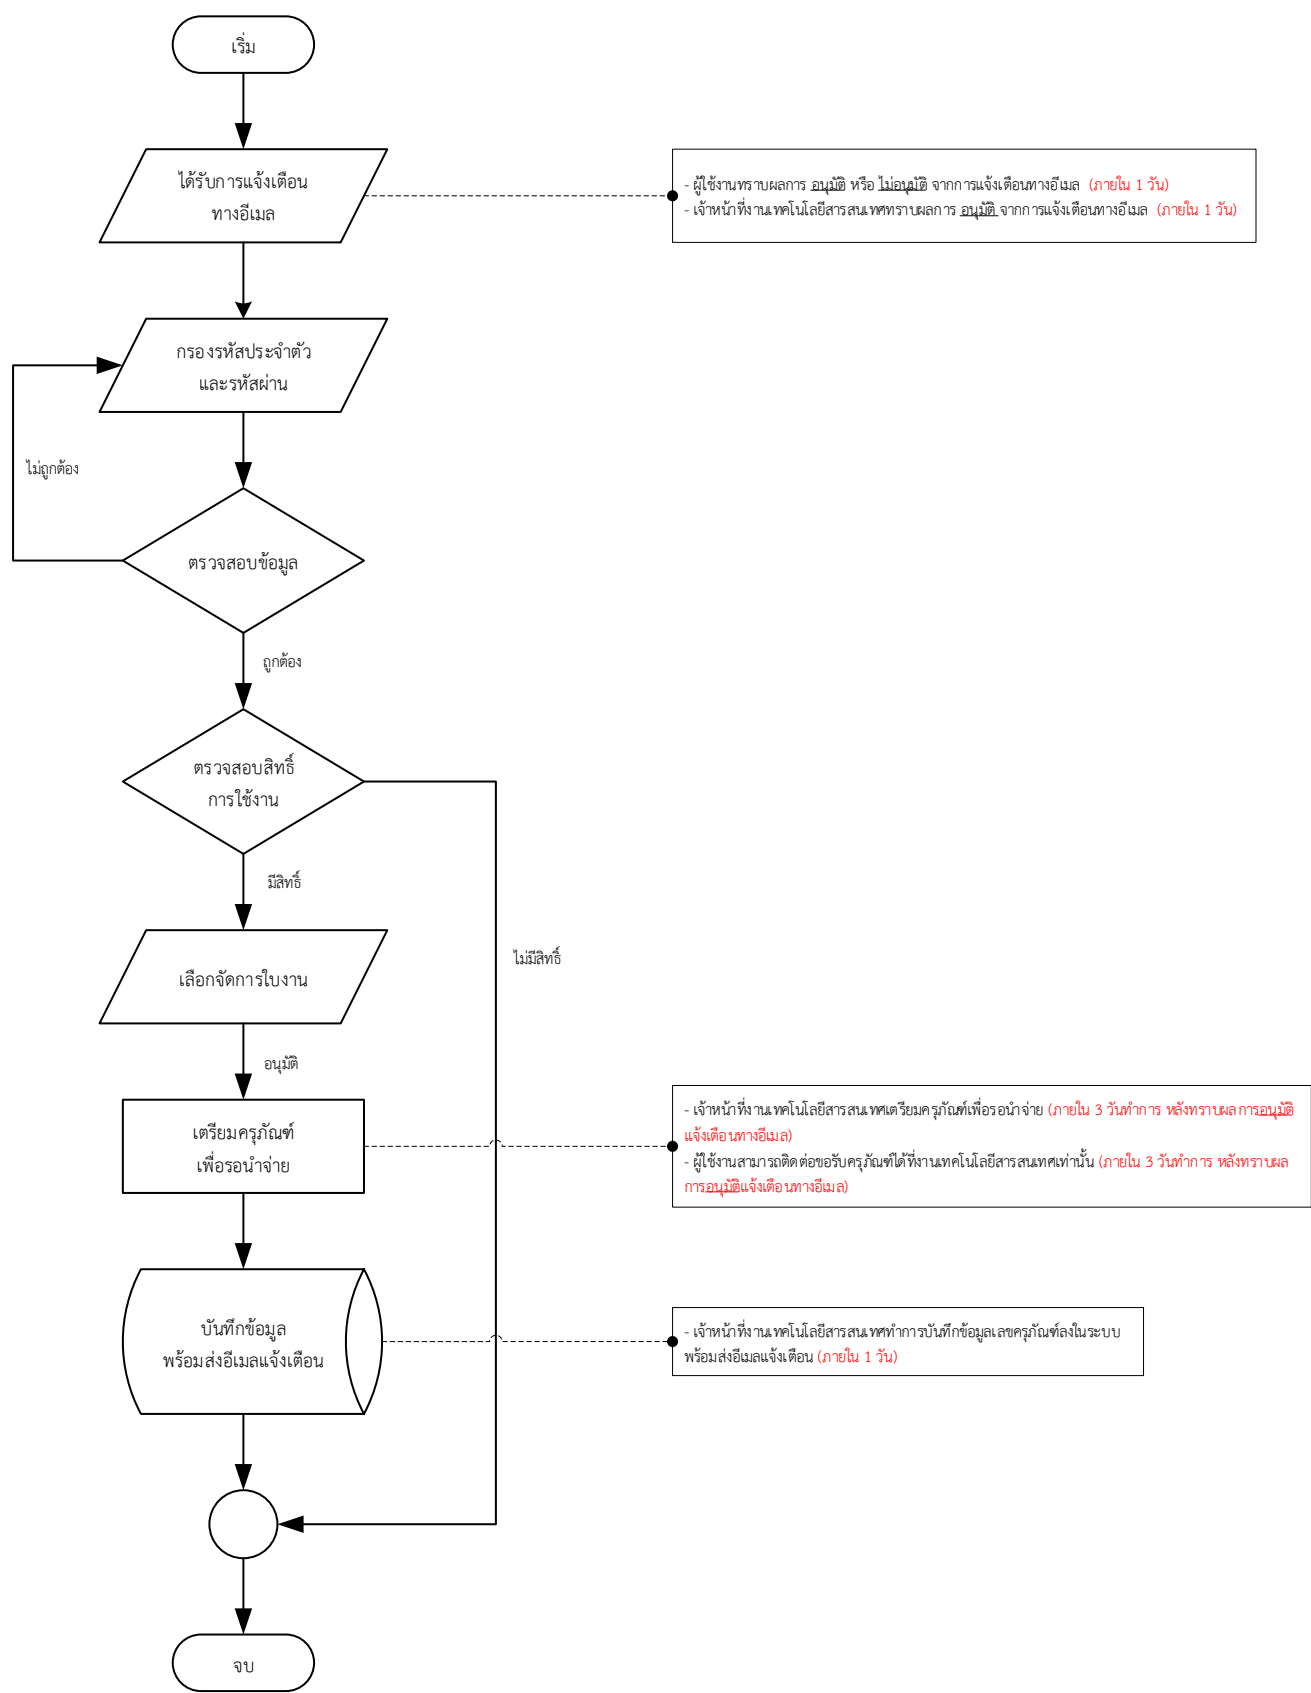 เริ่ม
ได้รับการแจ้งเตือน
ทางอีเมล
- ผู้ใช้งานทราบผลการ อนุมัติ หรือ ไม่อนุมัติ จากการแจ้งเตือนทางอีเมล (ภายใน 1 วัน)
- เจ้าหน้าที่งานเทคโนโลยีสารสนเทศทราบผลการ อนุมัติ จากการแจ้งเตือนทางอีเมล (ภายใน 1 วัน)
กรองรหัสประจำตัว
และรหัสผ่าน
ไม่ถูกต้อง
ตรวจสอบข้อมูล
ถูกต้อง
ตรวจสอบสิทธิ์
การใช้งาน
มีสิทธิ์
ไม่มีสิทธิ์
เลือกจัดการใบงาน
อนุมัติ
เตรียมครุภัณฑ์
เพื่อรอนำจ่าย
- เจ้าหน้าที่งานเทคโนโลยีสารสนเทศเตรียมครุภัณฑ์เพื่อรอนำจ่าย (ภายใน 3 วันทำการ หลังทราบผลการอนุมัติ
แจ้งเตือนทางอีเมล)
- ผู้ใช้งานสามารถติดต่อขอรับครุภัณฑ์ได้ที่งานเทคโนโลยีสารสนเทศเท่านั้น (ภายใน 3 วันทำการ หลังทราบผล
การอนุมัติแจ้งเตือนทางอีเมล)
บันทึกข้อมูล
พร้อมส่งอีเมลแจ้งเตือน
- เจ้าหน้าที่งานเทคโนโลยีสารสนเทศทำการบันทึกข้อมูลเลขครุภัณฑ์ลงในระบบ
พร้อมส่งอีเมลแจ้งเตือน (ภายใน 1 วัน)
จบ